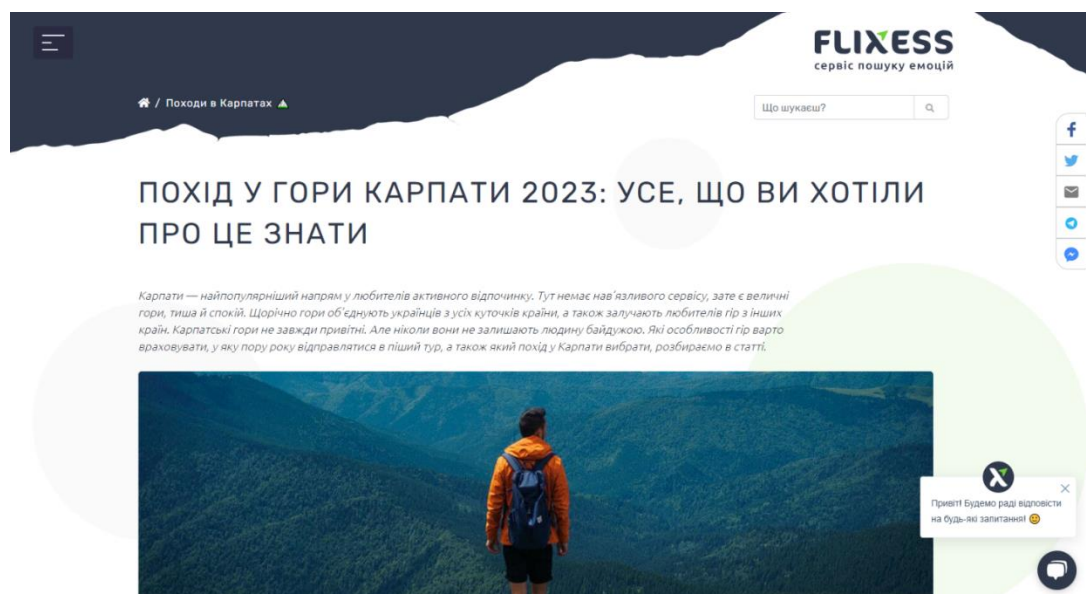 FLIXESS
сервіс пошуку емоцій
/ Походи в Карпатах
Що шукаєш?
ПОХІД У ГОРИ КАРПАТИ 2023: УСЕ, ЩО ВИ ХОТІЛИ
ПРО ЦЕ ЗНАТИ
Карпати — найпопулярніший напрям у любителів активного відпочинку. Тут немає нав'язливого сервісу, зате є величні
гори, тиша й спокій. Щорічно гори об'єднують українців з усіх куточків країни, а також залучають любителів гір з інших
країн. Карпатські гори не завжди привітні. Але ніколи вони не залишають людину байдужою. Які особливості гір варто
враховувати, у яку пору року відправлятися в піший тур, а також який похід у Карпати вибрати, розбираємо в статті.
Привіт! Будемо раді відповісти
на будь-які запитання!